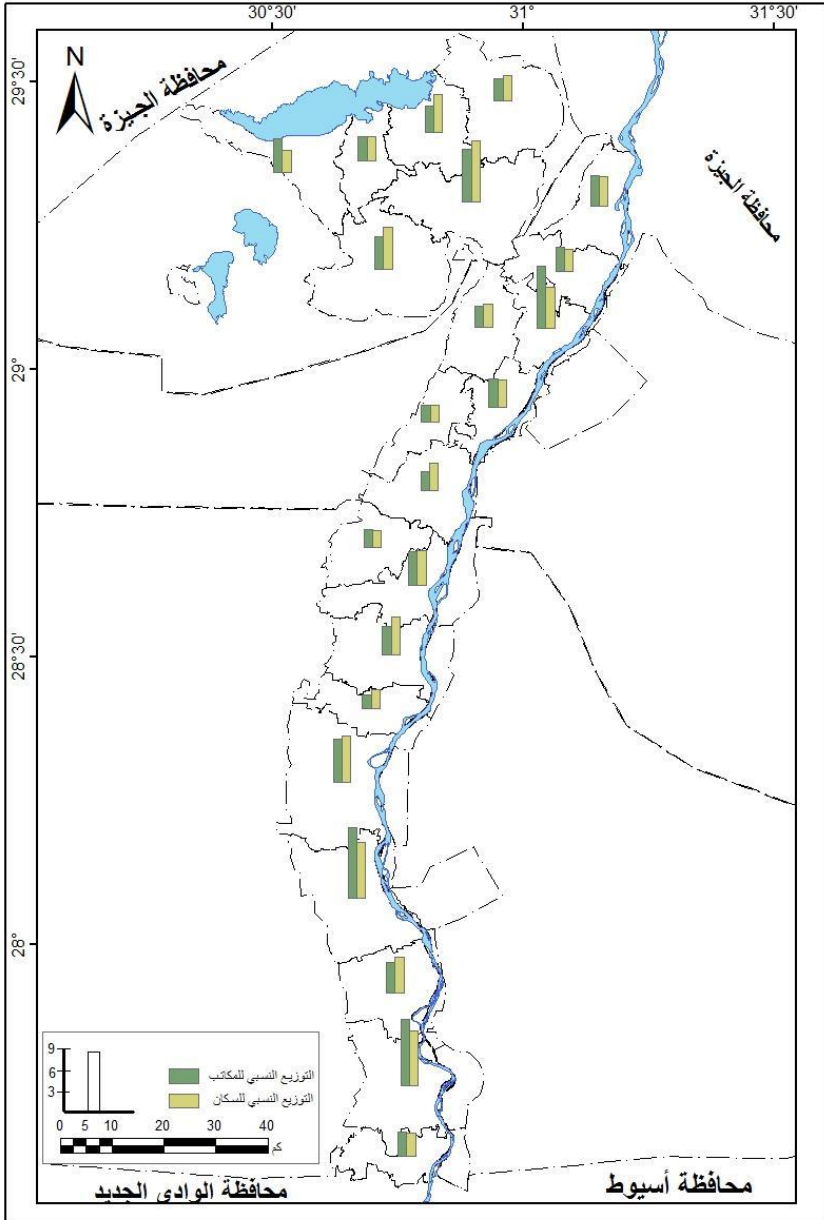 30°30'
31°
31°30'
29°30'
29°
28°30'
28°
N
محافظة الجيزة
محافظة الجيزة
9
6
3
التوزيع النسبي للمكاتب
التوزيع النسبي للسكان
0 5 10 20 30 40
كم
محافظة الوادى الجديد
محافظة أسيوط